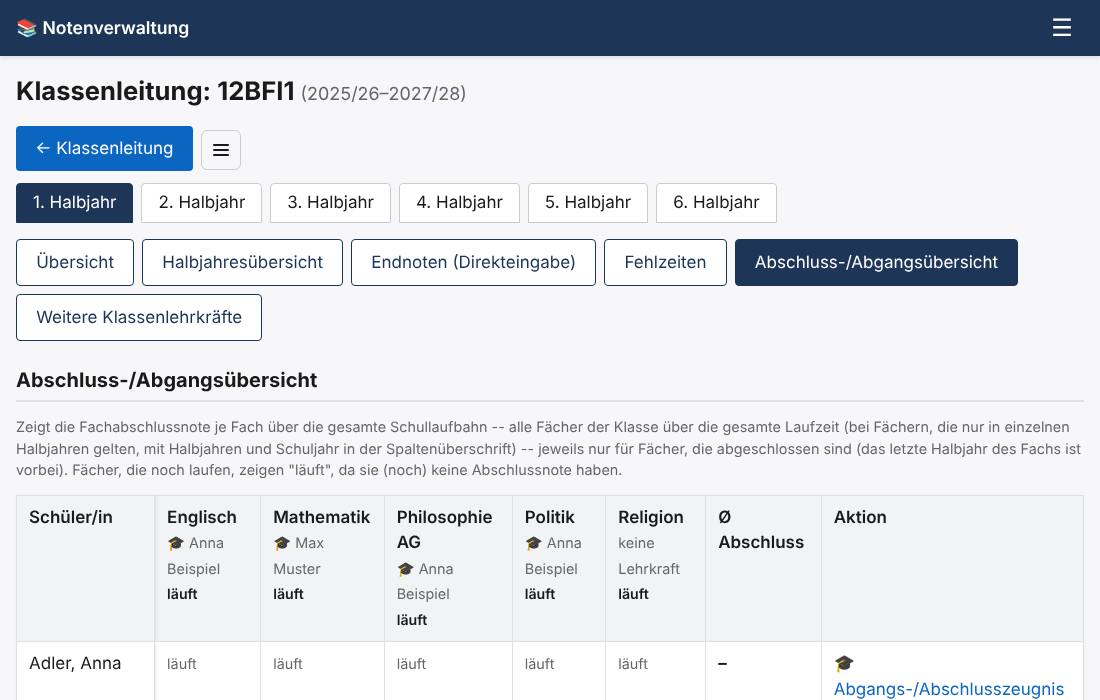 📚 Notenverwaltung
☰
Klassenleitung: 12BFI1 (2025/26–2027/28)
← Klassenleitung
1. Halbjahr 2. Halbjahr 3. Halbjahr 4. Halbjahr 5. Halbjahr 6. Halbjahr
Übersicht Halbjahresübersicht Endnoten (Direkteingabe) Fehlzeiten Abschluss-/Abgangsübersicht
Weitere Klassenlehrkräfte
Abschluss-/Abgangsübersicht
Zeigt die Fachabschlussnote je Fach über die gesamte Schullaufbahn -- alle Fächer der Klasse über die gesamte Laufzeit (bei Fächern, die nur in einzelnen
Halbjahren gelten, mit Halbjahren und Schuljahr in der Spaltenüberschrift) -- jeweils nur für Fächer, die abgeschlossen sind (das letzte Halbjahr des Fachs ist
vorbei). Fächer, die noch laufen, zeigen "läuft", da sie (noch) keine Abschlussnote haben.
Schüler/in Englisch Mathematik Philosophie Politik Religion Ø Aktion
🎓 Anna 🎓 Max AG 🎓 Anna keine Abschluss
Beispiel Muster 🎓 Anna Beispiel Lehrkraft
läuft läuft Beispiel läuft läuft
läuft
Adler, Anna läuft läuft läuft läuft läuft – 🎓
Abgangs-/Abschlusszeugnis